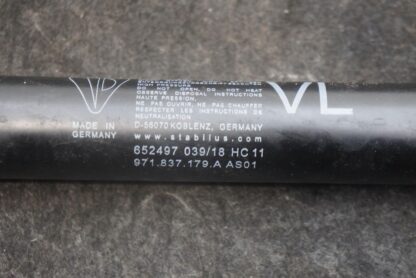 HIGH PRESSURE.
DO NOT OPEN, DO NOT HEAT
OBSERVE DISPOSAL INSTRUCTIONS
HAUTE PRESSION.
NE PAS OUVRIR, NE PAS CHAUFFER
RESPECTER LES INSTRUCTIONS DE
NEUTRALISATION
VL
MADE IN
GERMANY
D-56070 KOBLENZ, GERMANY
www.stabilus.com
652497 039/18 HC11
971.837.179.A AS01